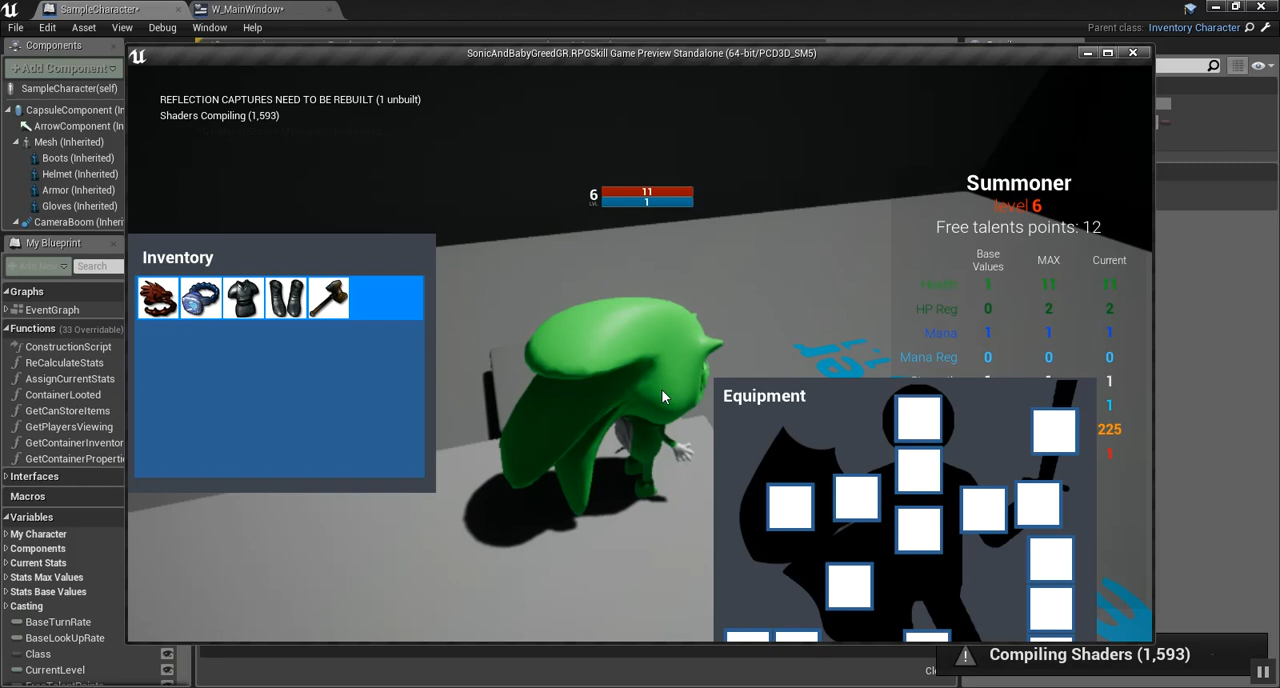 SampleCharacter*
W_MainWindow*
File Edit Asset View Debug Window Help
Parent class: Inventory Character
Components
Add Component
SampleCharacter(self)
CapsuleComponent (In
ArrowComponent (In
Mesh (Inherited)
Boots (Inherited)
Helmet (Inherited)
Armor (Inherited)
Gloves (Inherited)
CameraBoom (Inheri
My Blueprint
Search
Graphs
EventGraph
Functions (33 Overridable)
ConstructionScript
ReCalculateStats
AssignCurrentStats
ContainerLooted
GetCanStoreItems
GetPlayersViewing
GetContainerInventor
GetContainerProperti
Interfaces
Macros
Variables
My Character
Components
Current Stats
Stats Max Values
Stats Base Values
Casting
BaseTurnRate
BaseLookUpRate
Class
CurrentLevel
SonicAndBabyGreedGR.RPGSkill Game Preview Standalone (64-bit/PCD3D_SM5)
REFLECTION CAPTURES NEED TO BE REBUILT (1 unbuilt)
Shaders Compiling (1,593)
6
LVL
11
1
Summoner
level 6
Free talents points: 12
Base Values MAX Current
Health 1 11 11
HP Reg 0 2 2
Mana 1 1 1
Mana Reg 0 0 0
1
1
225
1
Inventory
Equipment
Compiling Shaders (1,593)